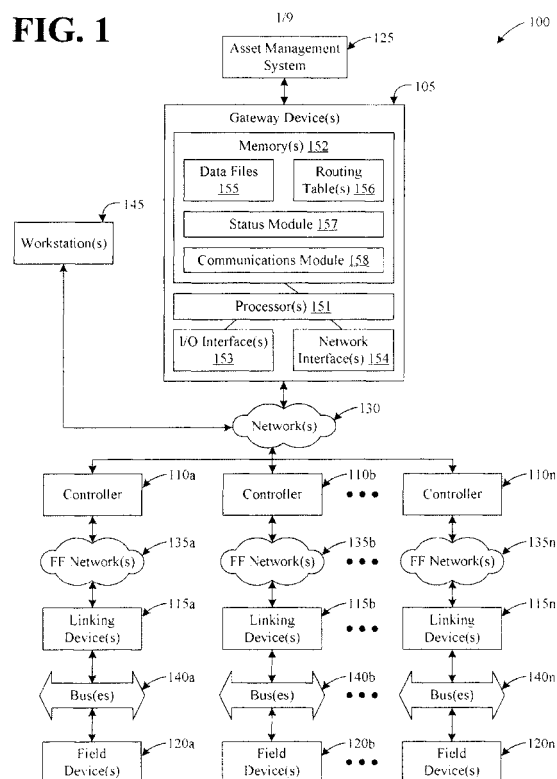 FIG. 1
1/9
100
Asset Management
System
125
105
Gateway Device(s)
Memory(s) 152
Data Files
155
Routing
Table(s) 156
Status Module 157
Communications Module 158
145
Workstation(s)
Processor(s) 151
I/O Interface(s)
153
Network
Interface(s) 154
Network(s)
130
110a
110b
110n
Controller
Controller
Controller
135a
135b
135n
FF Network(s)
FF Network(s)
FF Network(s)
115a
115b
115n
Linking
Device(s)
Linking
Device(s)
Linking
Device(s)
140a
140b
140n
Bus(es)
Bus(es)
Bus(es)
120a
120b
120n
Field
Device(s)
Field
Device(s)
Field
Device(s)